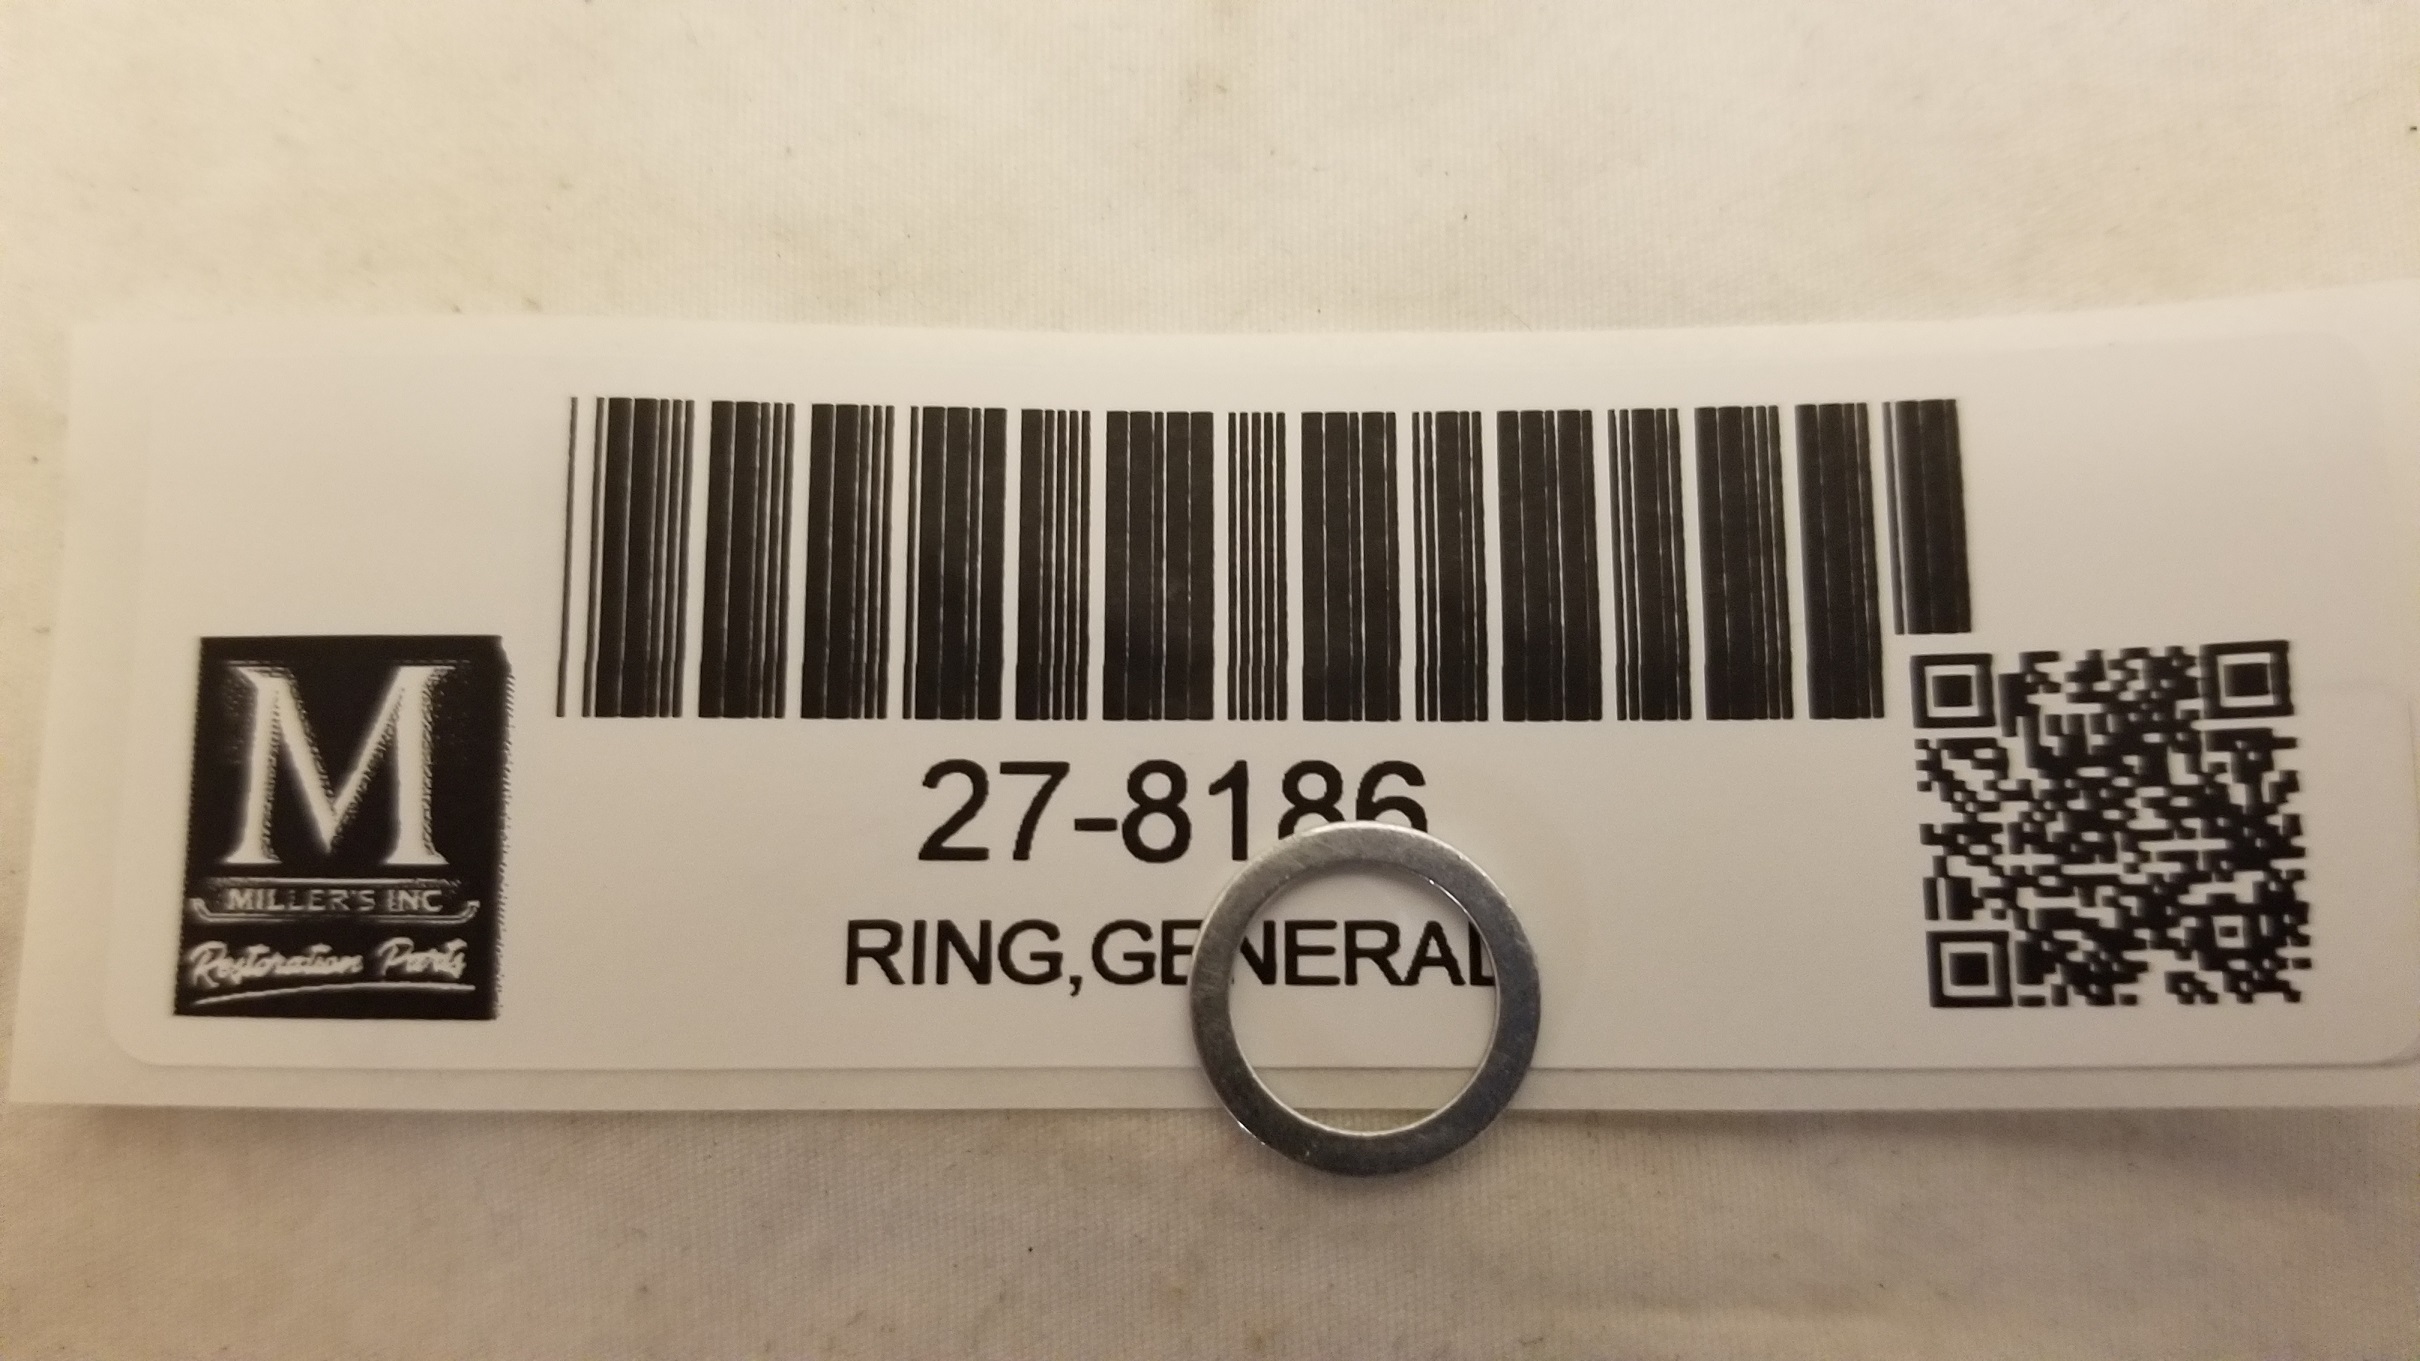 27-8186
RING,GENERAL
M
MILLER'S INC
Restoration Parts